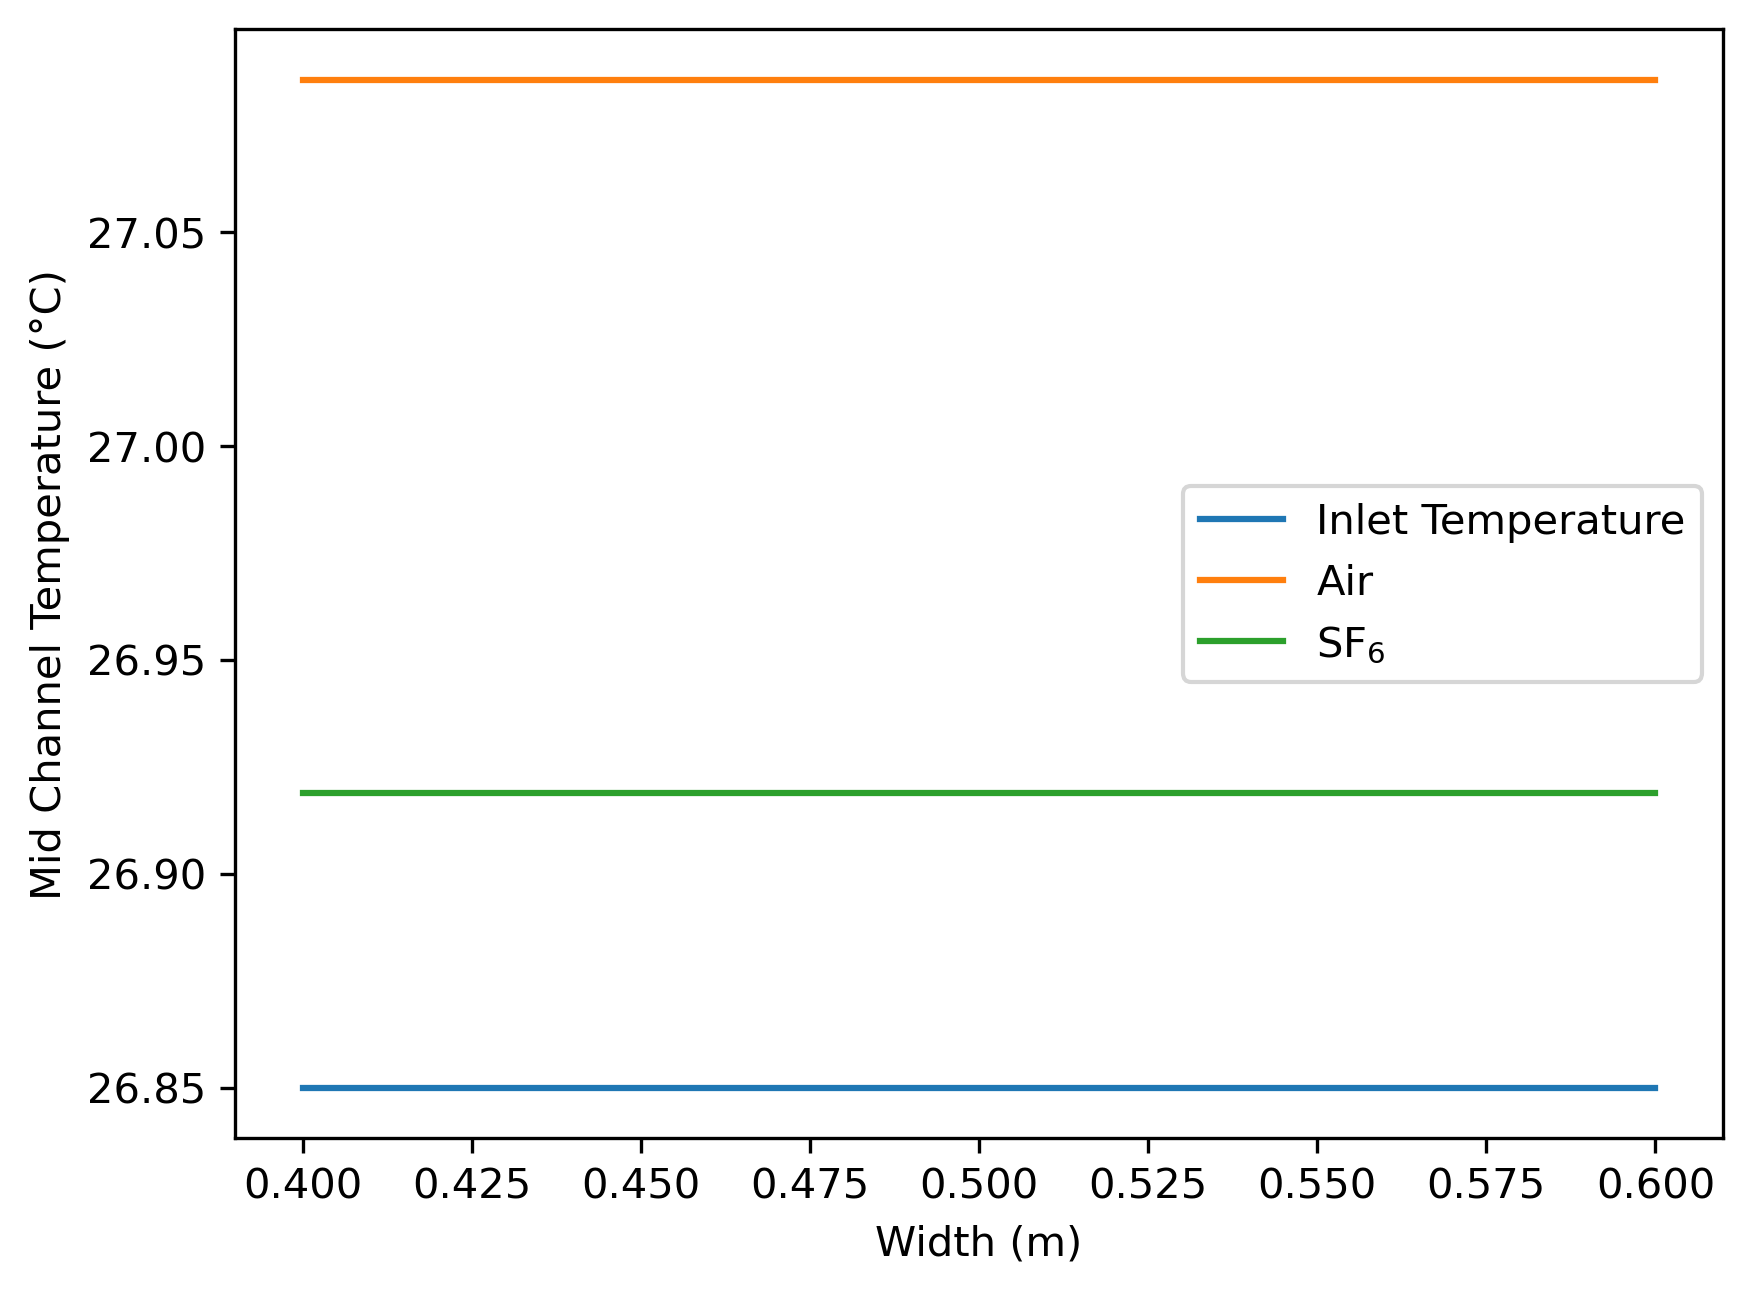 27.05
27.00
26.95
26.90
26.85
Mid Channel Temperature (°C)
Inlet Temperature
Air
SF₆
0.400 0.425 0.450 0.475 0.500 0.525 0.550 0.575 0.600
Width (m)